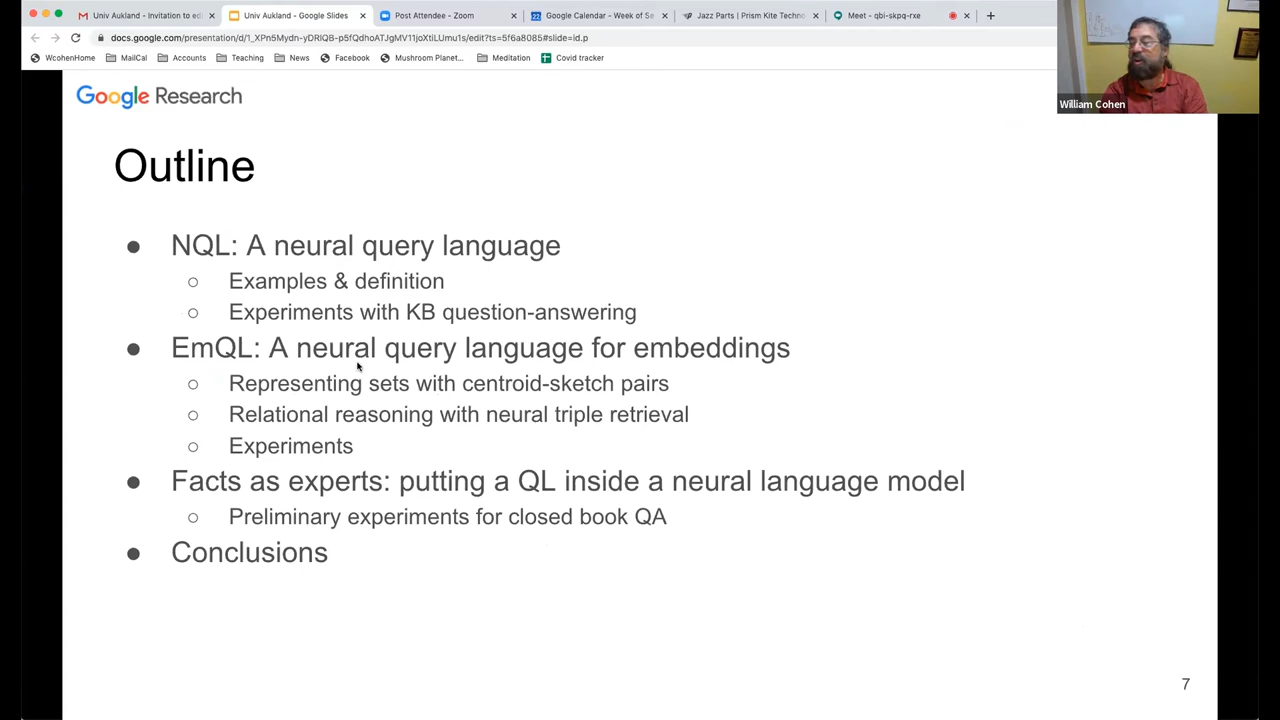 Univ Aukland - Invitation to edi
Univ Aukland - Google Slides
Post Attendee - Zoom
22
Google Calendar - Week of Se
Jazz Parts | Prism Kite Techno
Meet - qbi-skpq-rxe
docs.google.com/presentation/d/1_XPn5Mydn-yDRIQB-p5fQdhoATJgMV11joXtiLUmu1s/edit?ts=5f6a8085#slide=id.p
WcohenHome
MailCal
Accounts
Teaching
News
Facebook
Mushroom Planet...
Meditation
Covid tracker
William Cohen
Google Research
Outline
● NQL: A neural query language
○ Examples & definition
○ Experiments with KB question-answering
● EmQL: A neural query language for embeddings
○ Representing sets with centroid-sketch pairs
○ Relational reasoning with neural triple retrieval
○ Experiments
● Facts as experts: putting a QL inside a neural language model
○ Preliminary experiments for closed book QA
● Conclusions
7